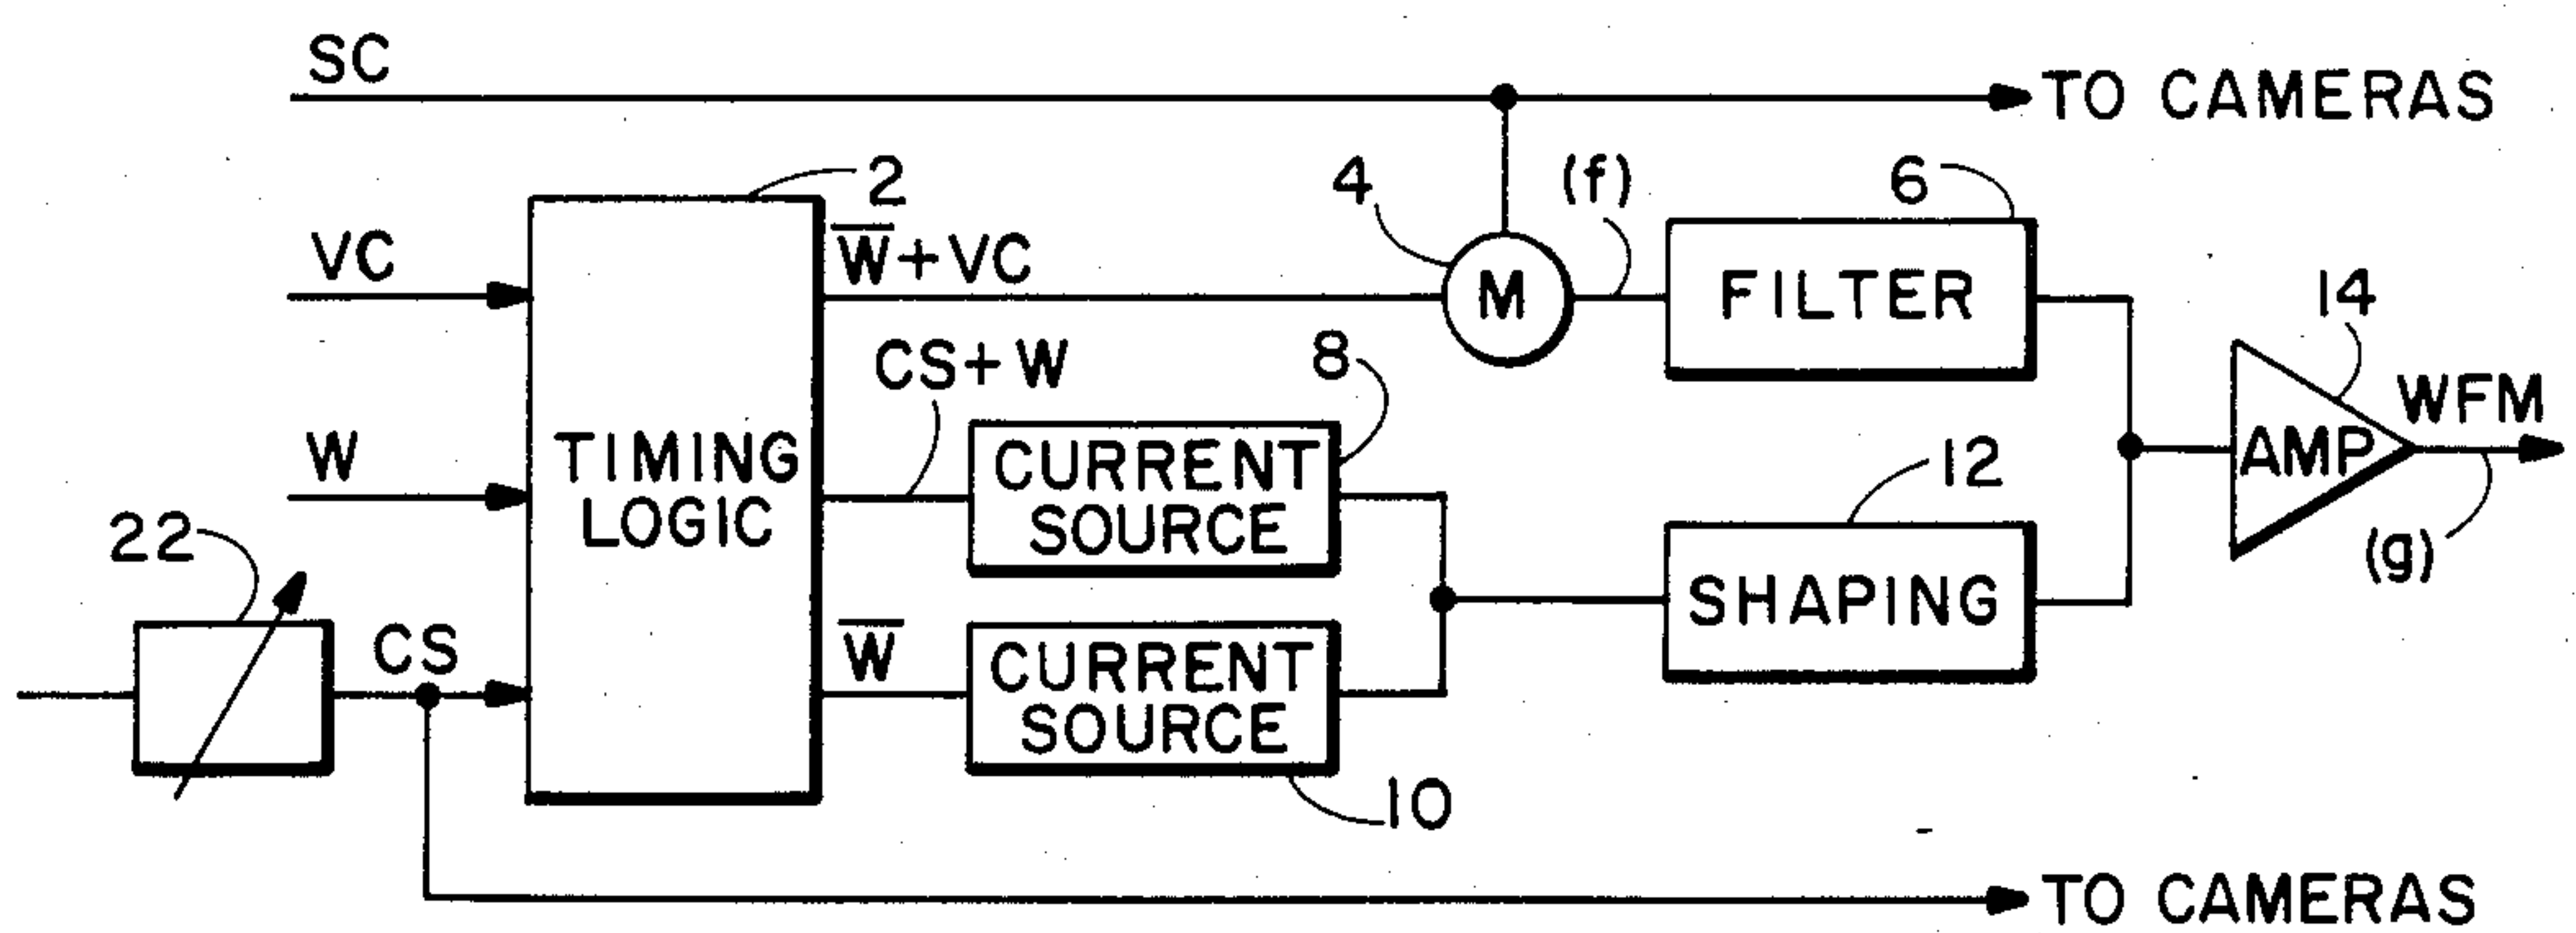 SC
TO CAMERAS
2
4
(f)
6
VC
W̅+VC
M
FILTER
14
CS+W
8
WFM
W
TIMING
LOGIC
CURRENT
SOURCE
12
AMP
22
(g)
SHAPING
CS
W̅
CURRENT
SOURCE
10
TO CAMERAS